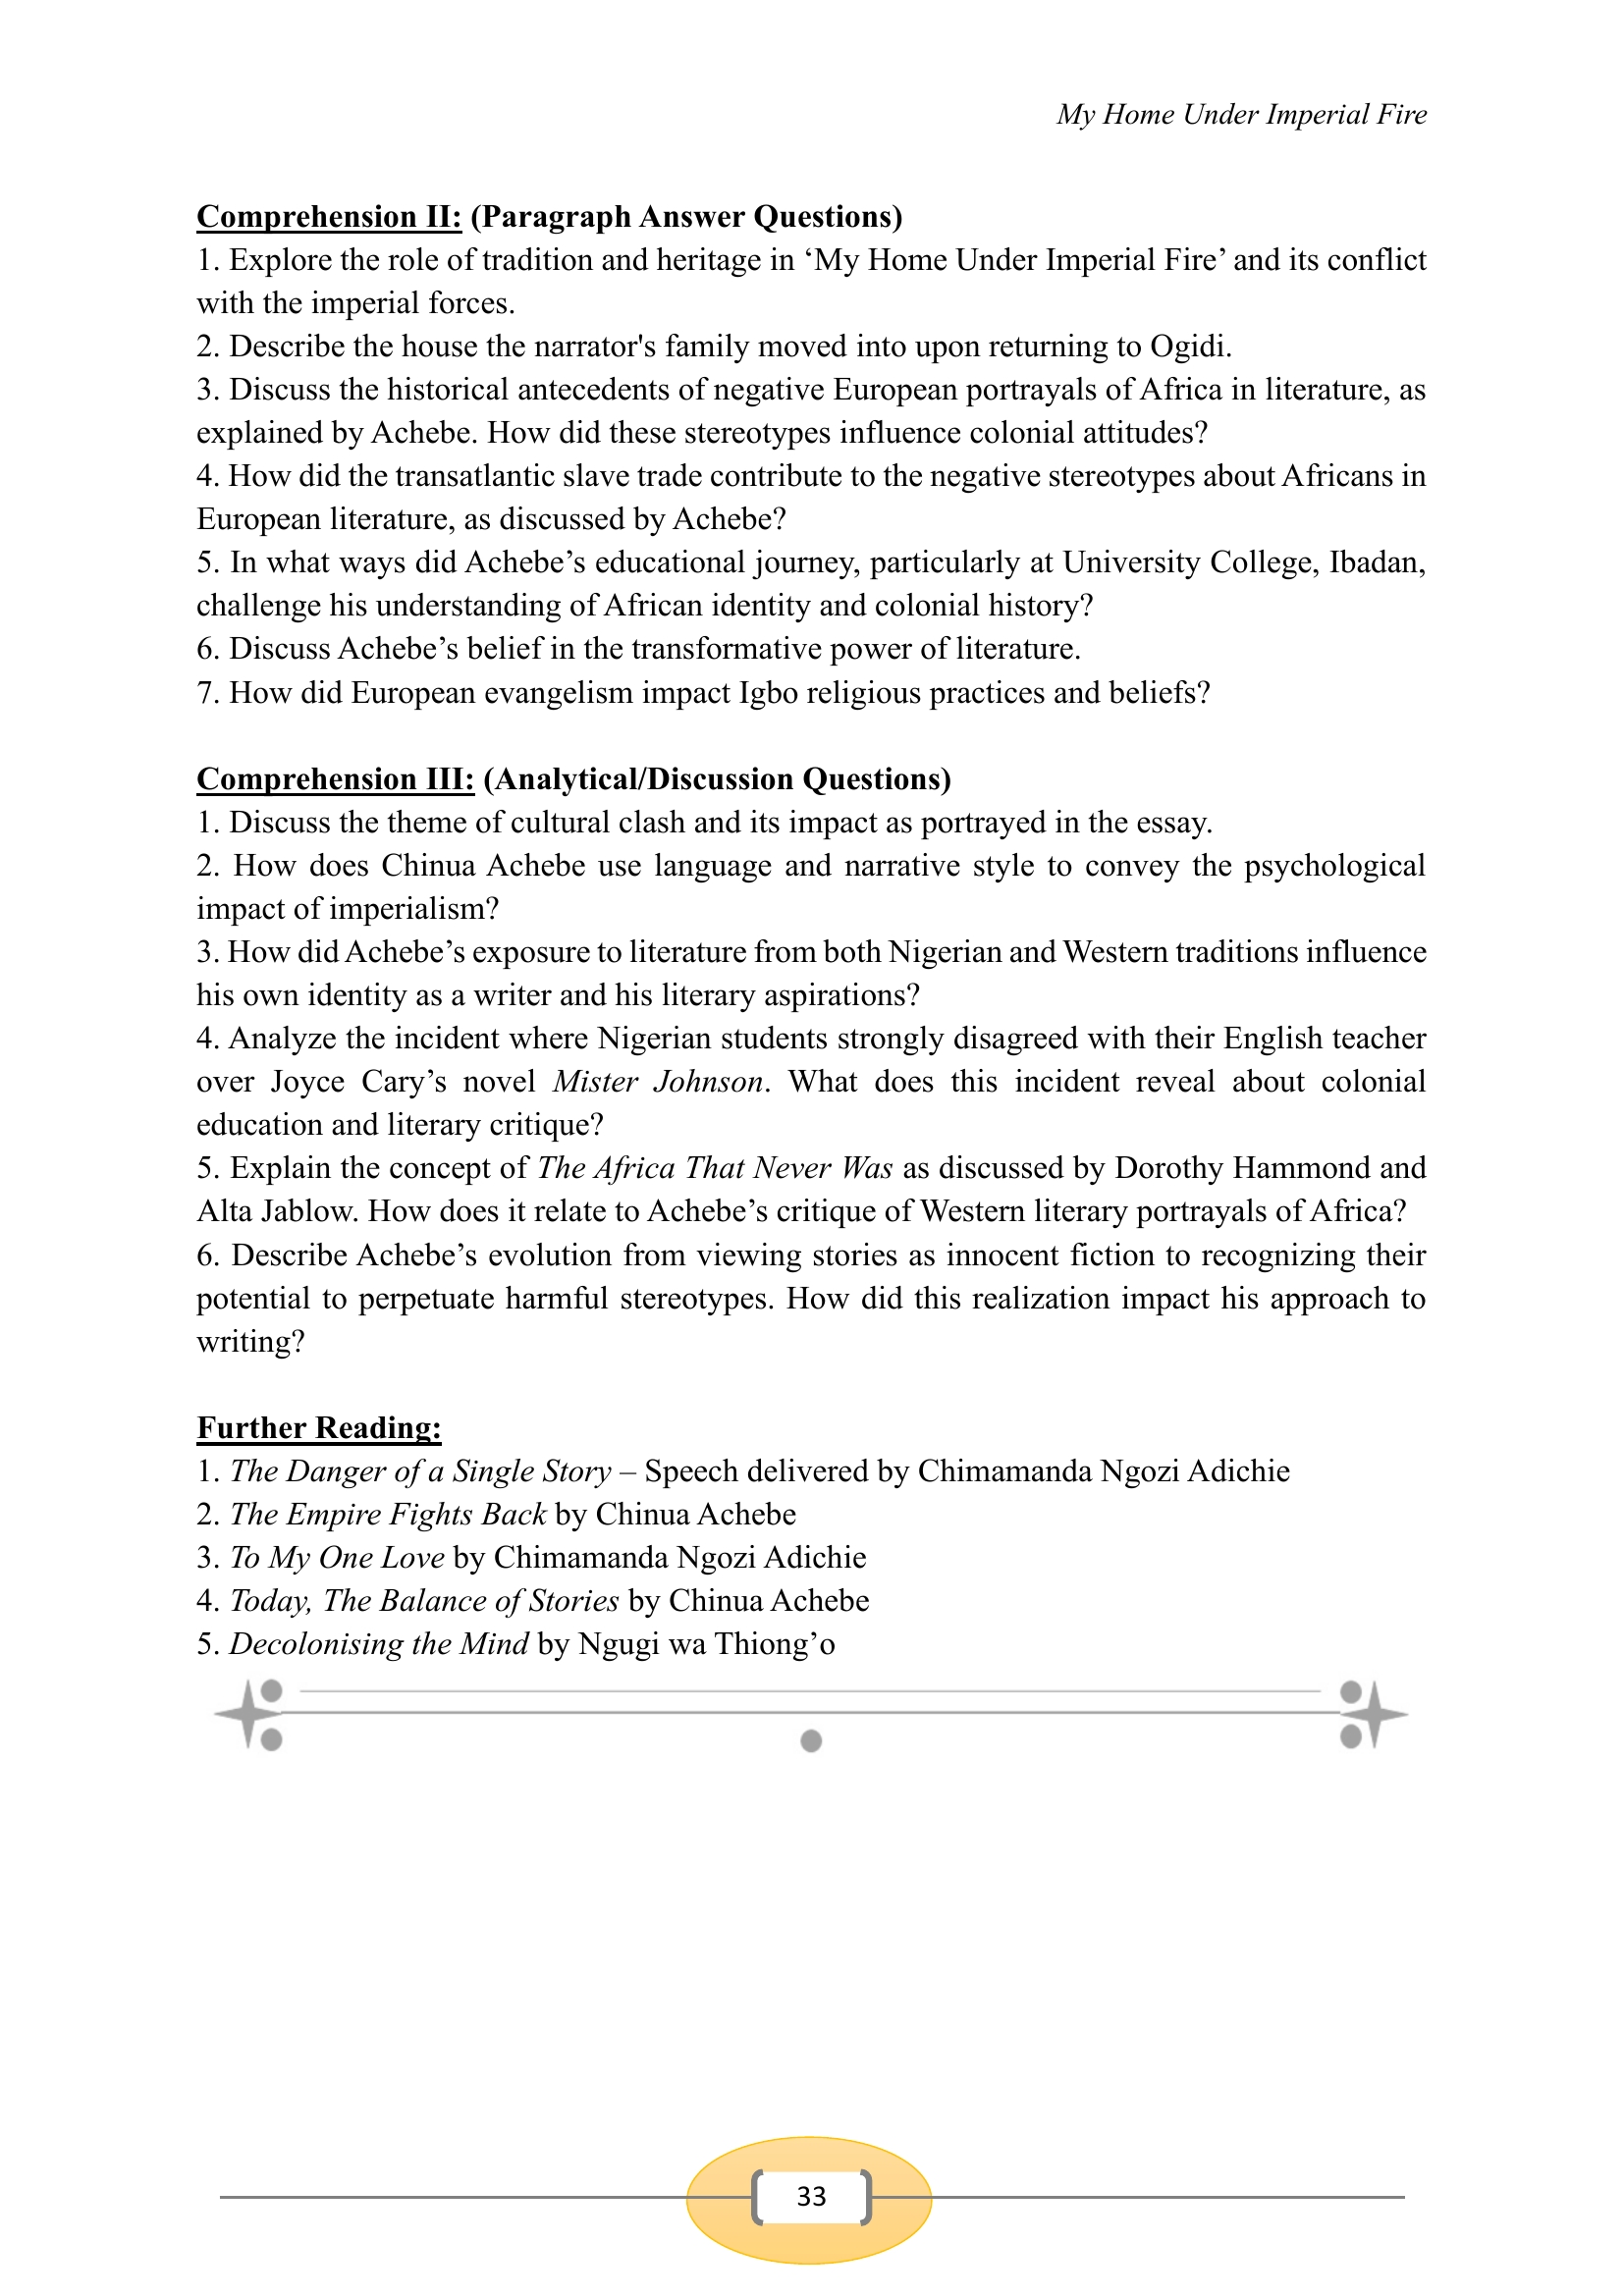 My Home Under Imperial Fire
Comprehension II: (Paragraph Answer Questions)
1. Explore the role of tradition and heritage in ‘My Home Under Imperial Fire’ and its conflict
with the imperial forces.
2. Describe the house the narrator's family moved into upon returning to Ogidi.
3. Discuss the historical antecedents of negative European portrayals of Africa in literature, as
explained by Achebe. How did these stereotypes influence colonial attitudes?
4. How did the transatlantic slave trade contribute to the negative stereotypes about Africans in
European literature, as discussed by Achebe?
5. In what ways did Achebe’s educational journey, particularly at University College, Ibadan,
challenge his understanding of African identity and colonial history?
6. Discuss Achebe’s belief in the transformative power of literature.
7. How did European evangelism impact Igbo religious practices and beliefs?
Comprehension III: (Analytical/Discussion Questions)
1. Discuss the theme of cultural clash and its impact as portrayed in the essay.
2. How does Chinua Achebe use language and narrative style to convey the psychological
impact of imperialism?
3. How did Achebe’s exposure to literature from both Nigerian and Western traditions influence
his own identity as a writer and his literary aspirations?
4. Analyze the incident where Nigerian students strongly disagreed with their English teacher
over Joyce Cary’s novel Mister Johnson. What does this incident reveal about colonial
education and literary critique?
5. Explain the concept of The Africa That Never Was as discussed by Dorothy Hammond and
Alta Jablow. How does it relate to Achebe’s critique of Western literary portrayals of Africa?
6. Describe Achebe’s evolution from viewing stories as innocent fiction to recognizing their
potential to perpetuate harmful stereotypes. How did this realization impact his approach to
writing?
Further Reading:
1. The Danger of a Single Story – Speech delivered by Chimamanda Ngozi Adichie
2. The Empire Fights Back by Chinua Achebe
3. To My One Love by Chimamanda Ngozi Adichie
4. Today, The Balance of Stories by Chinua Achebe
5. Decolonising the Mind by Ngugi wa Thiong’o
33